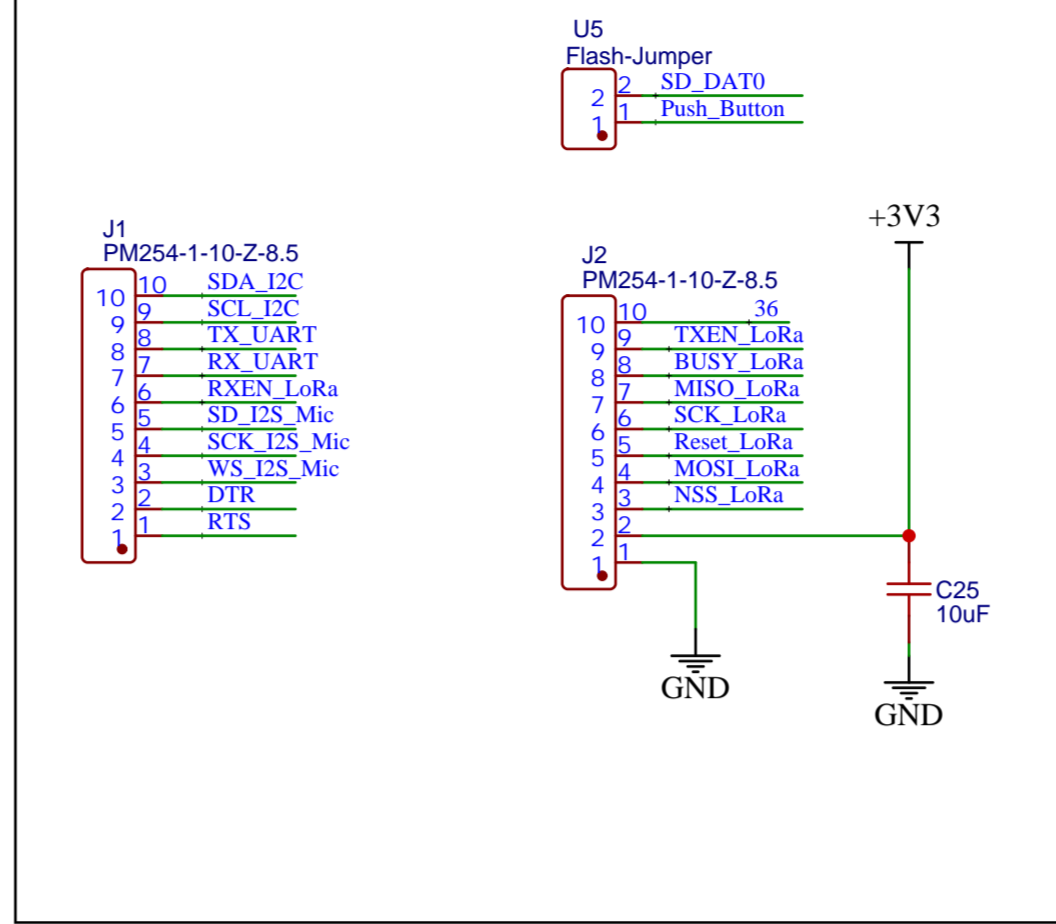 U5
Flash-Jumper
2 2 SD_DAT0
1 1 Push_Button
J1
PM254-1-10-Z-8.5
10 10 SDA_I2C
9 9 SCL_I2C
8 8 TX_UART
7 7 RX_UART
6 6 RXEN_LoRa
5 5 SD_I2S_Mic
4 4 SCK_I2S_Mic
3 3 WS_I2S_Mic
2 2 DTR
1 1 RTS
J2
PM254-1-10-Z-8.5
10 10 36
9 9 TXEN_LoRa
8 8 BUSY_LoRa
7 7 MISO_LoRa
6 6 SCK_LoRa
5 5 Reset_LoRa
4 4 MOSI_LoRa
3 3 NSS_LoRa
2 2
1 1
GND
+3V3
C25
10uF
GND